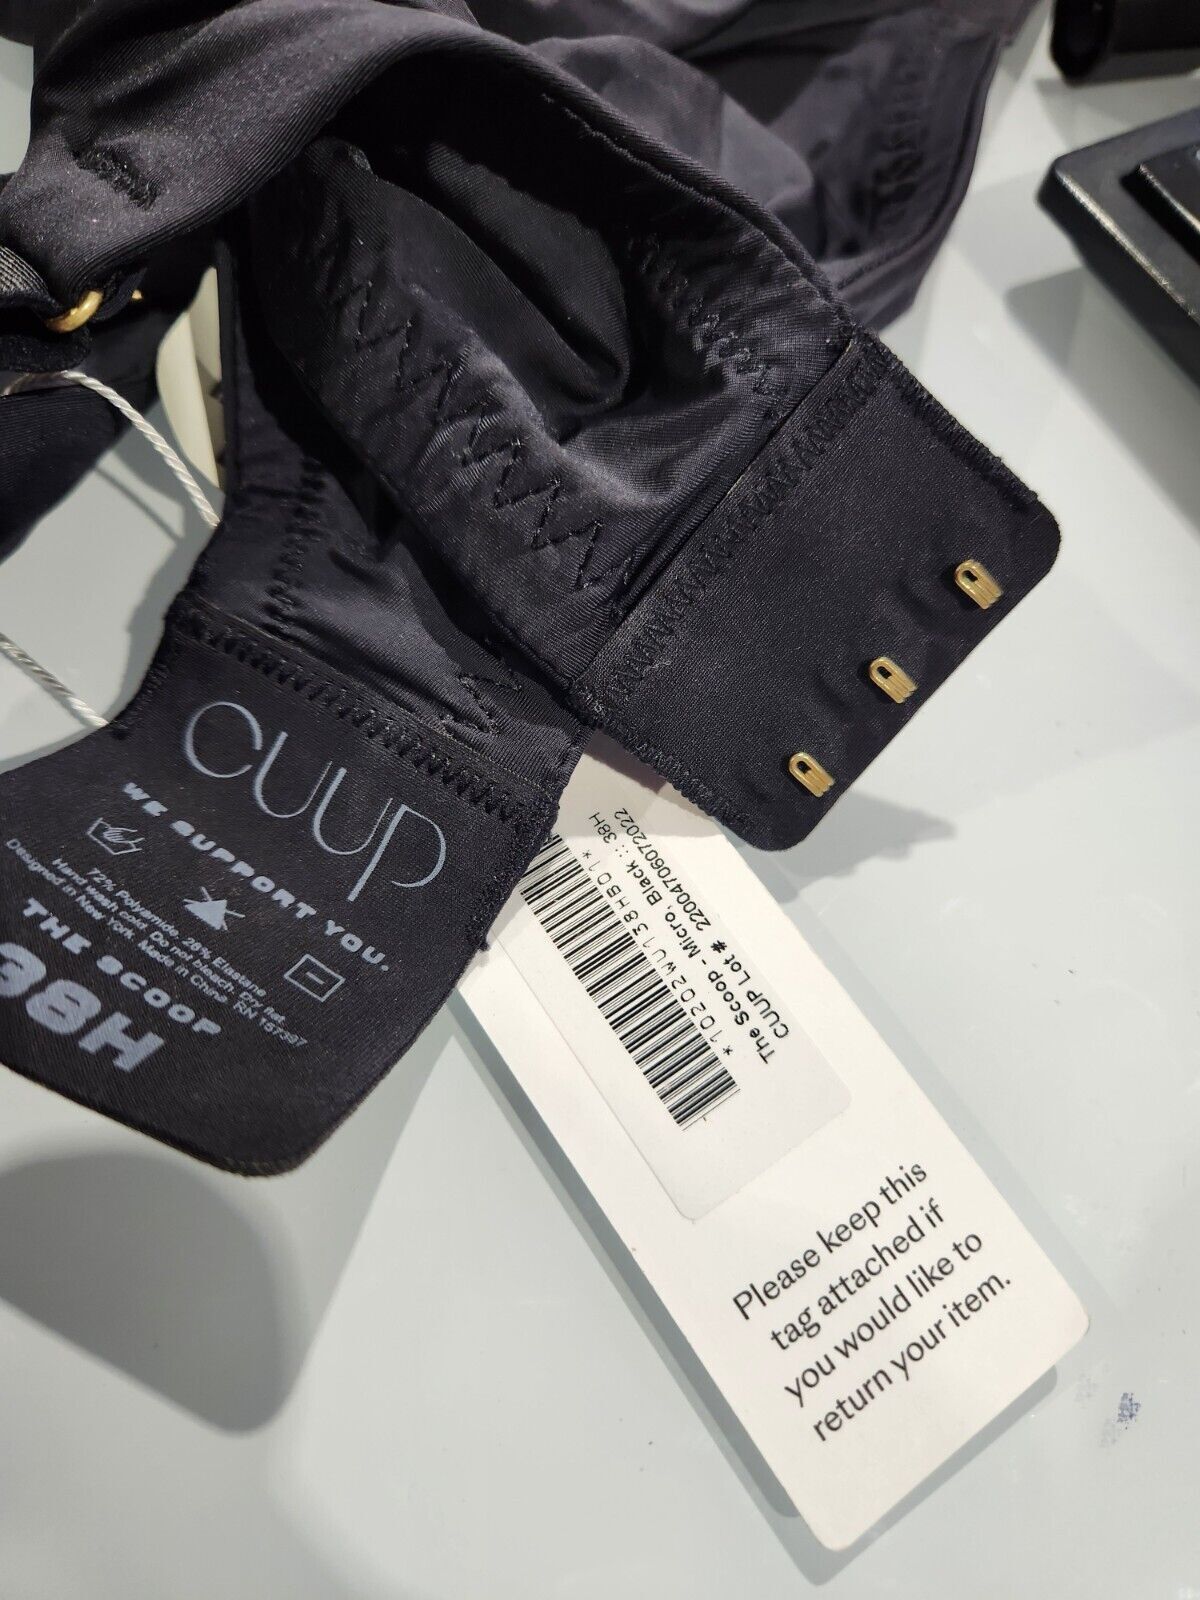 cuup
WE SUPPORT YOU.
72% Polyamide, 28% Elastane
Hand wash cold. Do not bleach. Dry flat.
Designed in New York. Made in China. RN 157397
THE SCOOP
38H
*10202WU138HB01*
The Scoop - Micro, Black :: 38H
CUUP Lot # 22004706072022
Please keep this
tag attached if
you would like to
return your item.